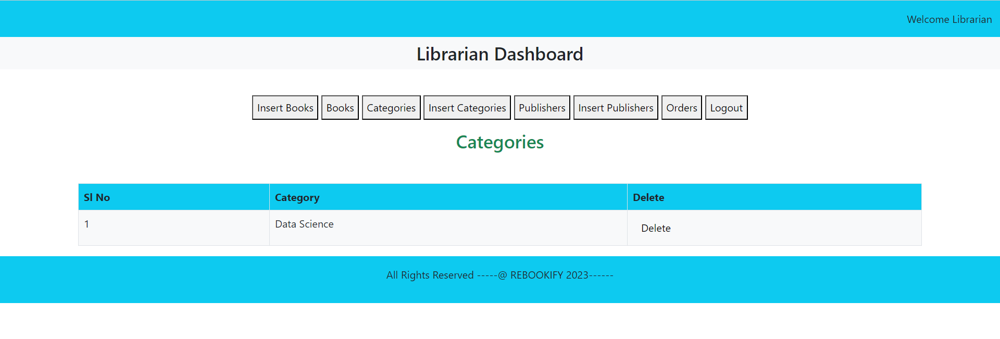 Welcome Librarian
Librarian Dashboard
Insert Books Books Categories Insert Categories Publishers Insert Publishers Orders Logout
Categories
Sl No Category Delete
1 Data Science Delete
All Rights Reserved -----@ REBOOKIFY 2023------